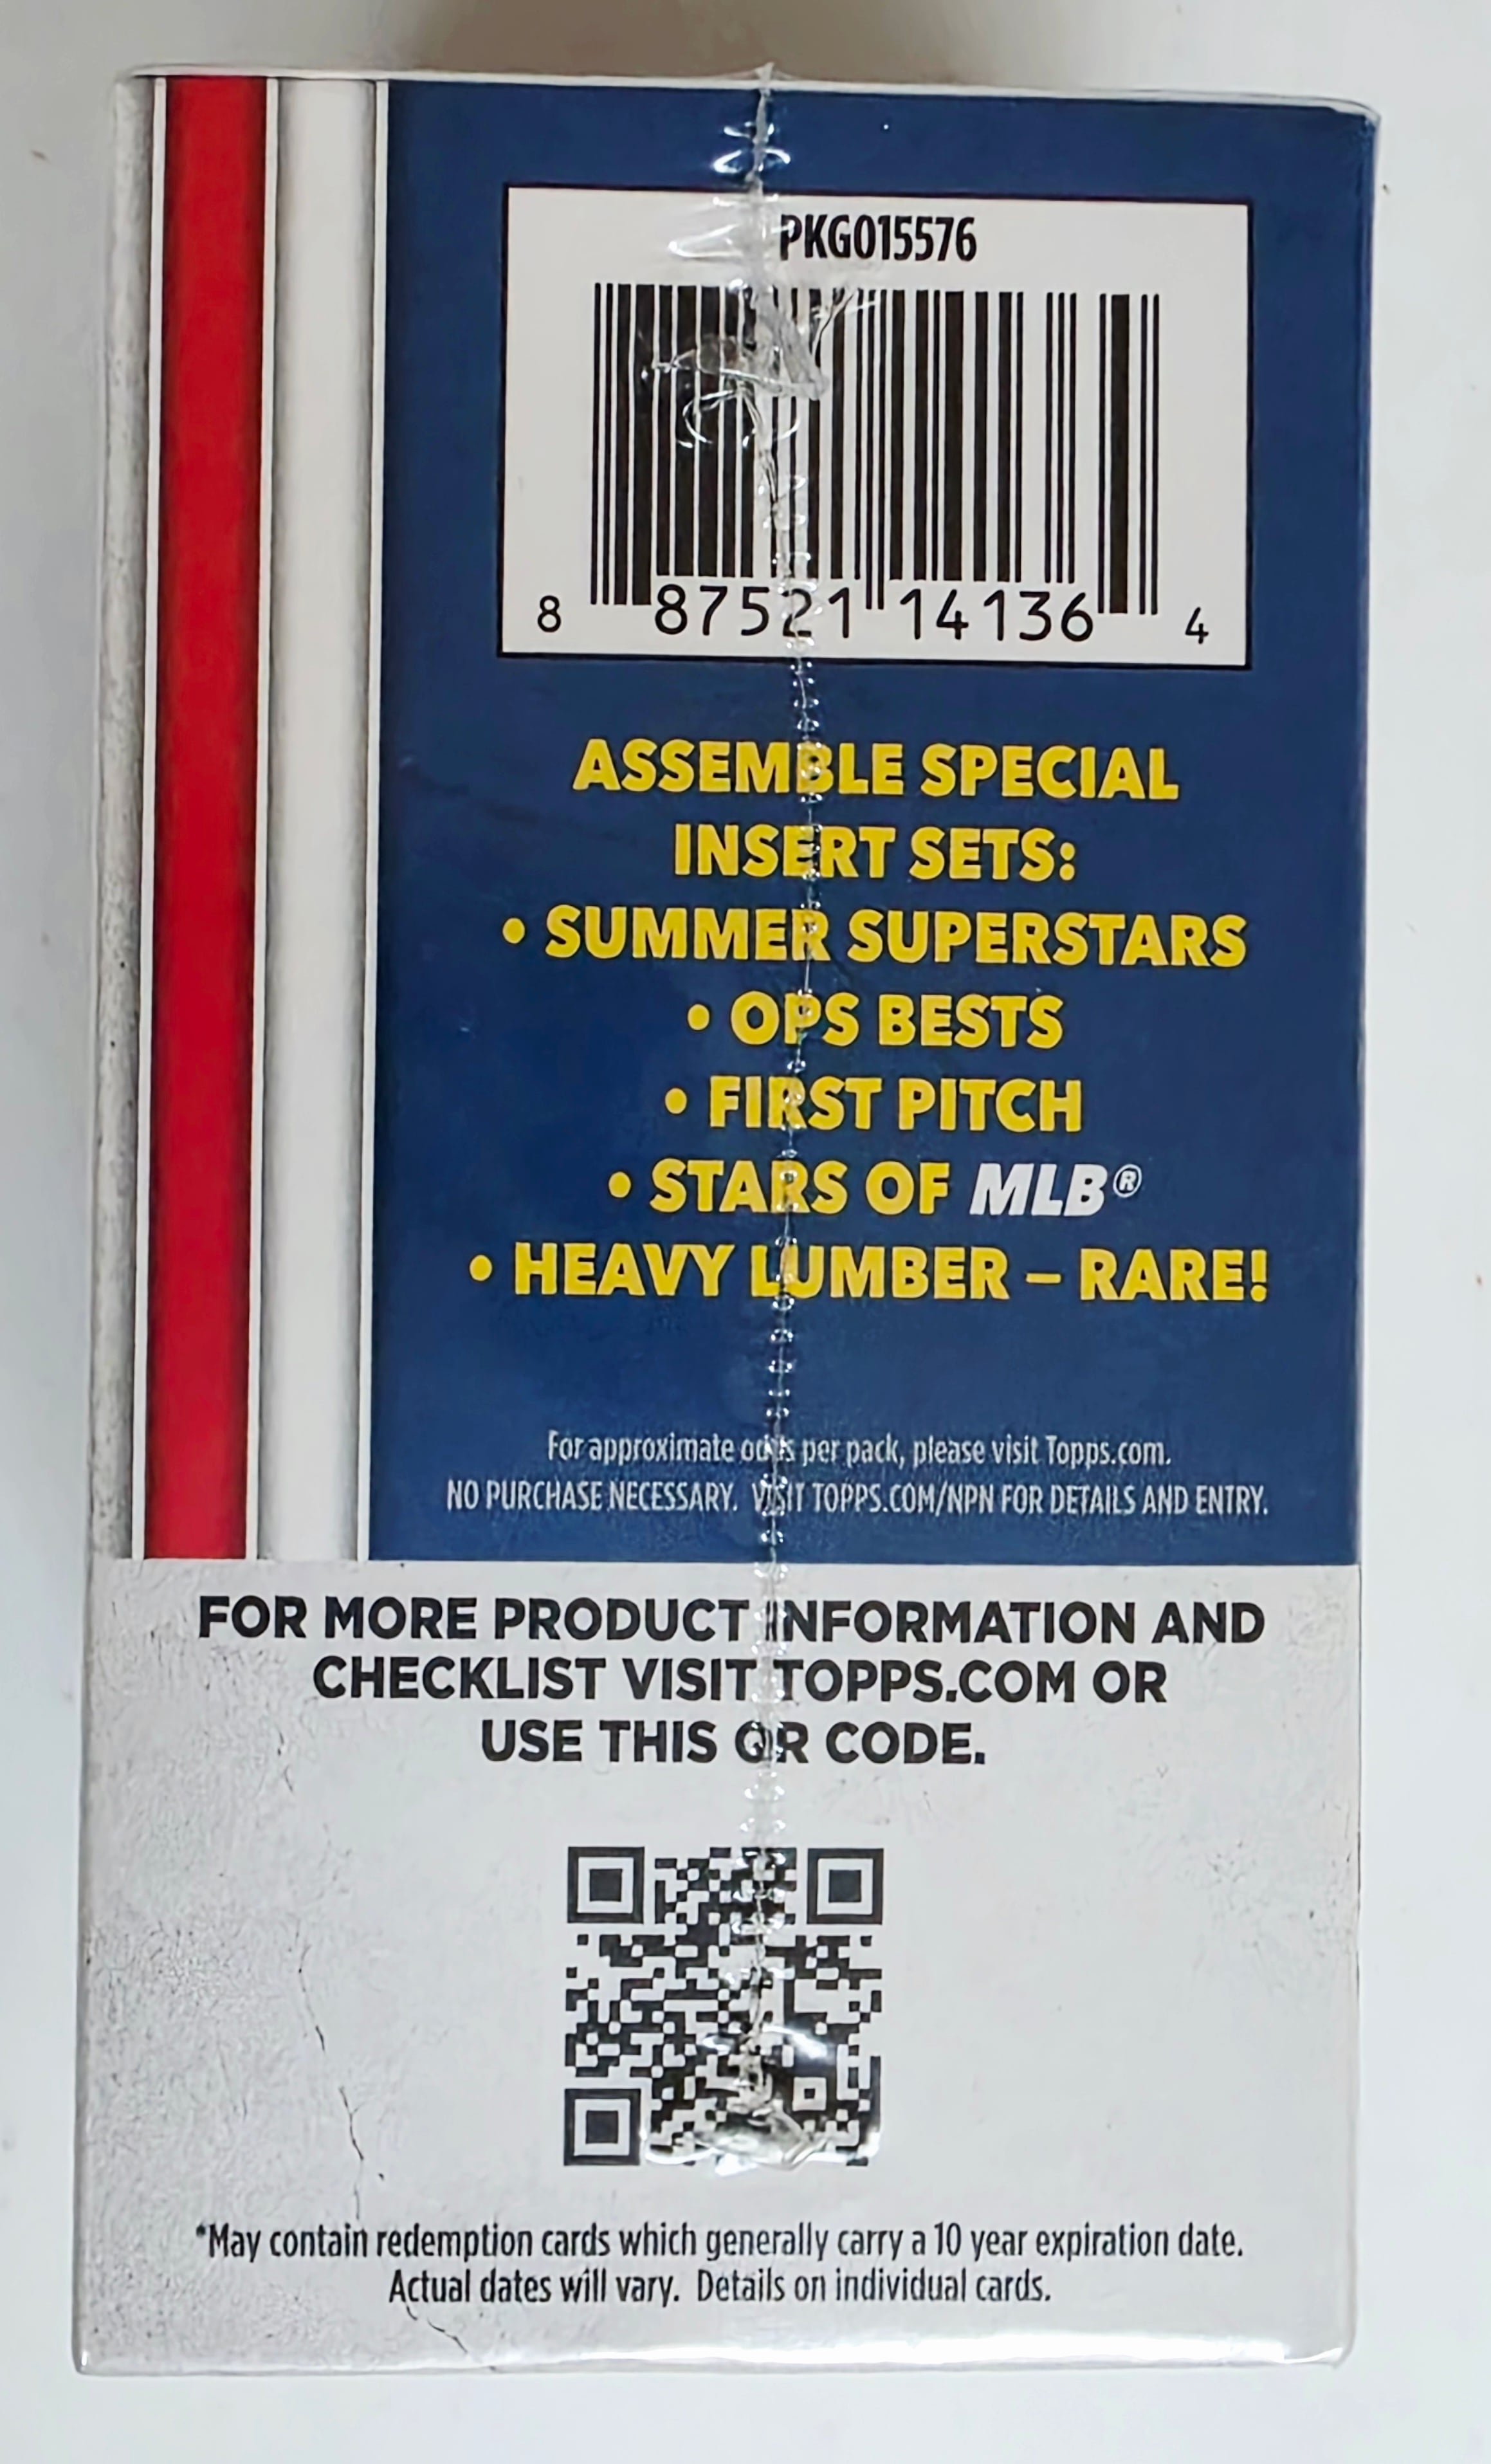 PKG015576
8 87521 14136 4
ASSEMBLE SPECIAL
INSERT SETS:
• SUMMER SUPERSTARS
• OPS BESTS
• FIRST PITCH
• STARS OF MLB®
• HEAVY LUMBER – RARE!
For approximate odds per pack, please visit Topps.com.
NO PURCHASE NECESSARY. VISIT TOPPS.COM/NPN FOR DETAILS AND ENTRY.
FOR MORE PRODUCT INFORMATION AND
CHECKLIST VISIT TOPPS.COM OR
USE THIS QR CODE.
*May contain redemption cards which generally carry a 10 year expiration date.
Actual dates will vary. Details on individual cards.